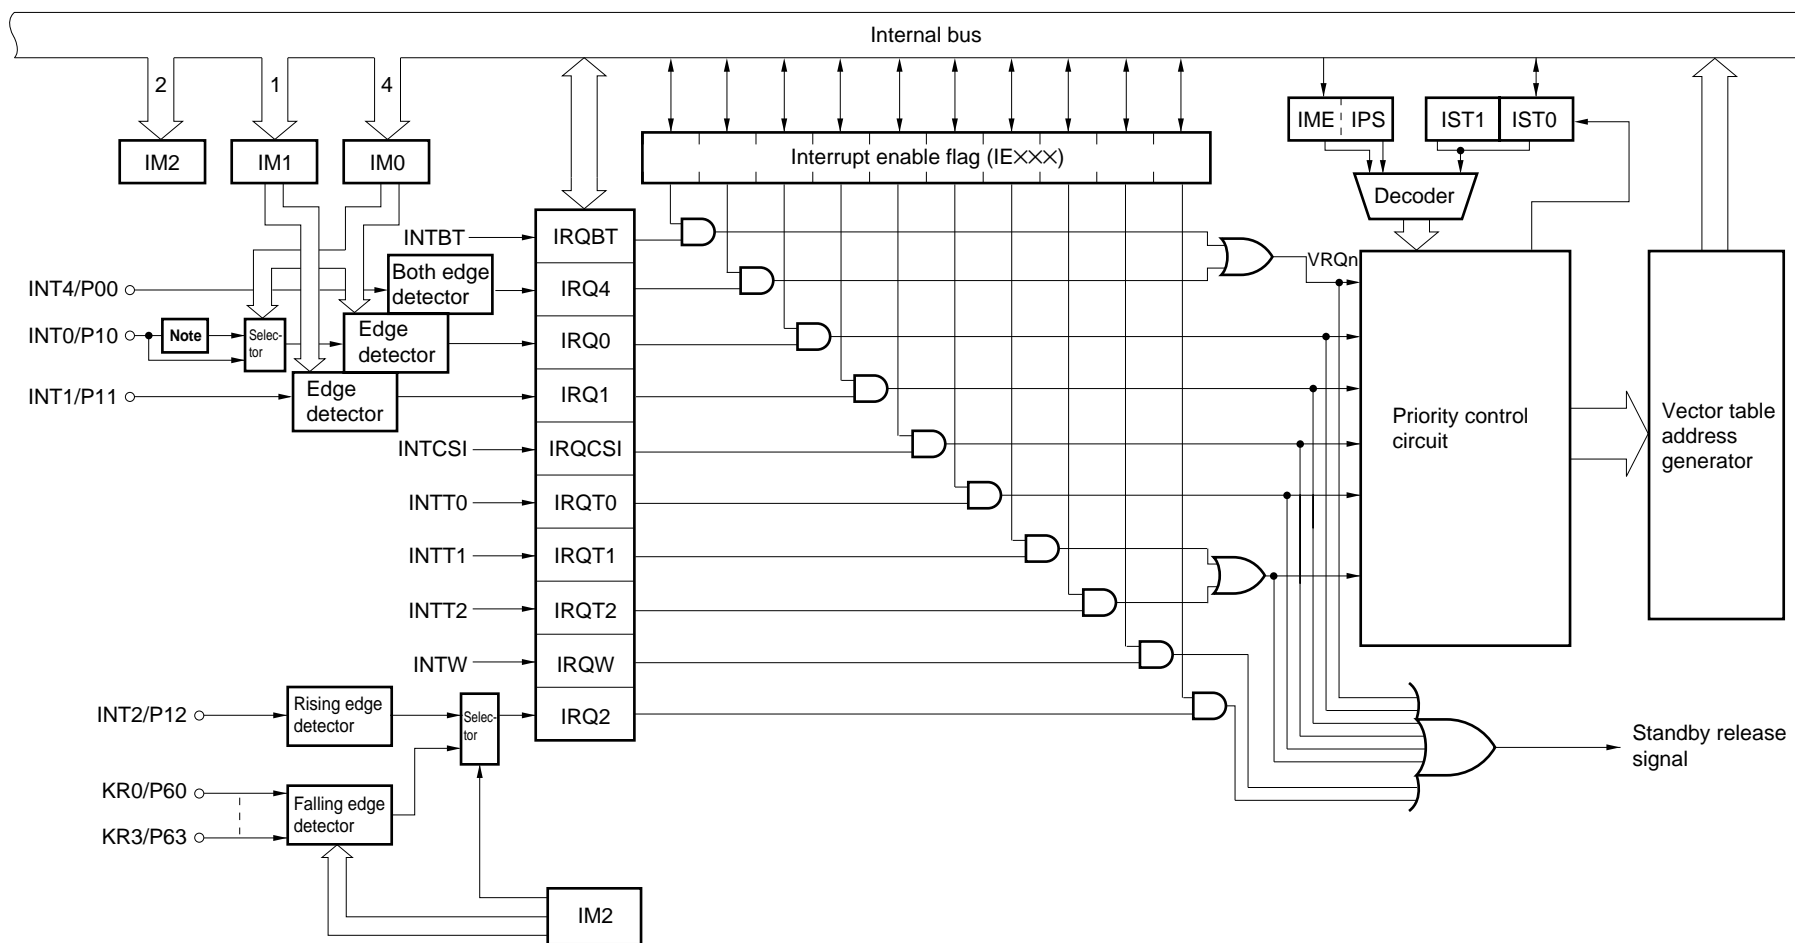 Internal bus
2
1
4
IM2
IM1
IM0
Interrupt enable flag (IE×××)
IME
IPS
IST1
IST0
Decoder
INTBT
IRQBT
VRQn
INT4/P00
Both edge
detector
IRQ4
INT0/P10
Note
Selec-
tor
Edge
detector
IRQ0
INT1/P11
Edge
detector
IRQ1
INTCSI
IRQCSI
INTT0
IRQT0
INTT1
IRQT1
INTT2
IRQT2
INTW
IRQW
Priority control
circuit
Vector table
address
generator
INT2/P12
Rising edge
detector
Selec-
tor
IRQ2
Standby release
signal
KR0/P60
KR3/P63
Falling edge
detector
IM2